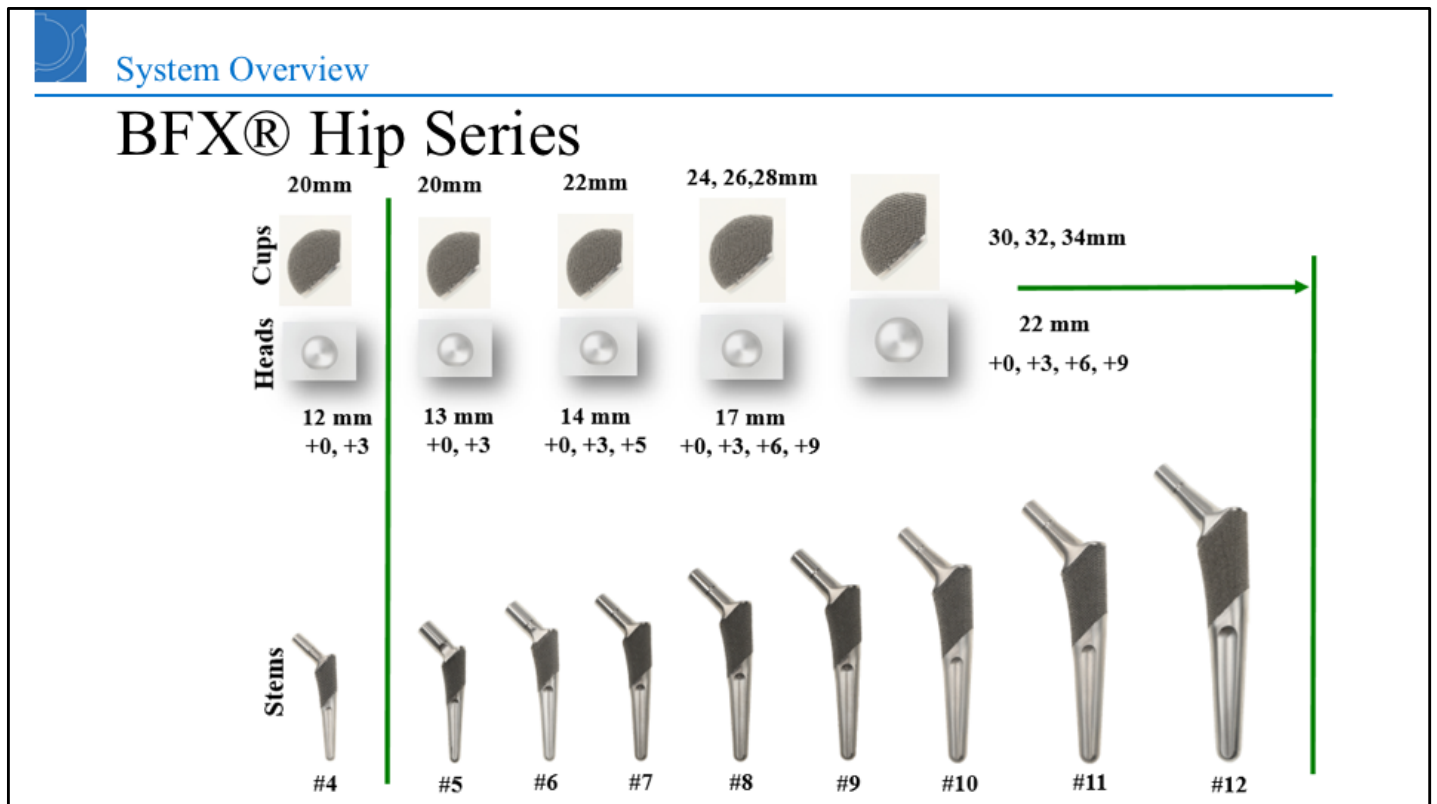 System Overview
BFX® Hip Series
20mm
20mm
22mm
24, 26,28mm
30, 32, 34mm
Cups
Heads
22 mm
+0, +3, +6, +9
12 mm
+0, +3
13 mm
+0, +3
14 mm
+0, +3, +5
17 mm
+0, +3, +6, +9
Stems
#4
#5
#6
#7
#8
#9
#10
#11
#12